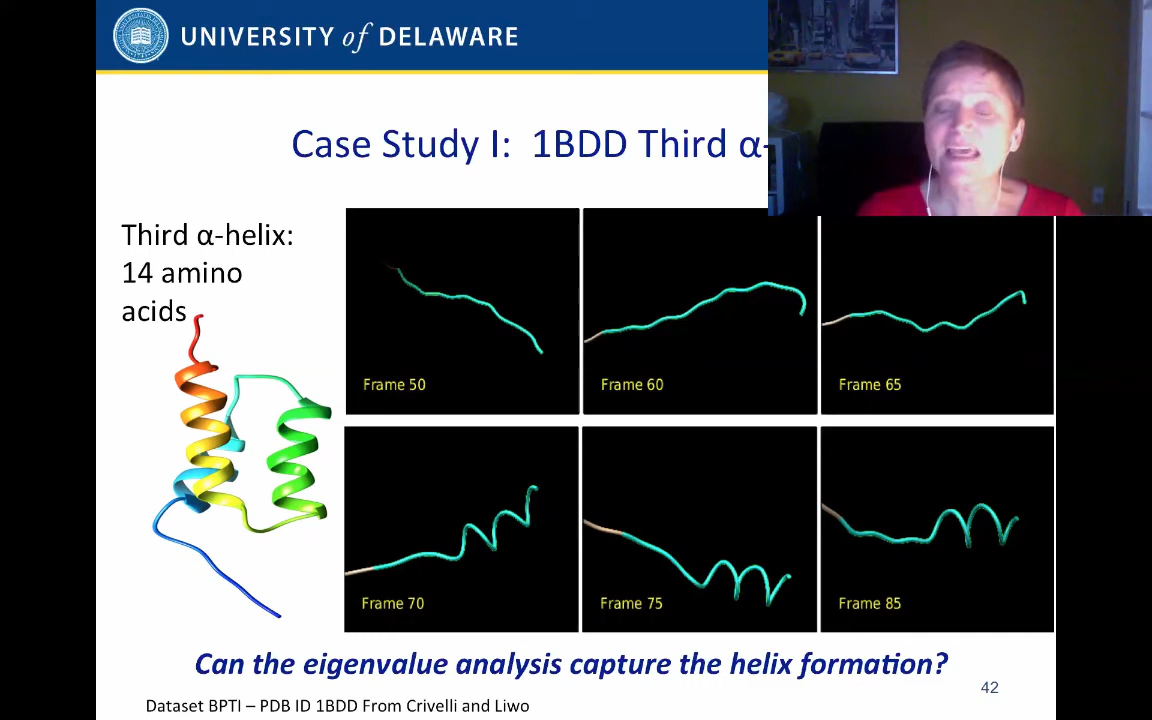 UNIVERSITY of DELAWARE
Case Study I: 1BDD Third α-
Third α-helix:
14 amino
acids
Frame 50
Frame 60
Frame 65
Frame 70
Frame 75
Frame 85
Can the eigenvalue analysis capture the helix formation?
42
Dataset BPTI – PDB ID 1BDD From Crivelli and Liwo